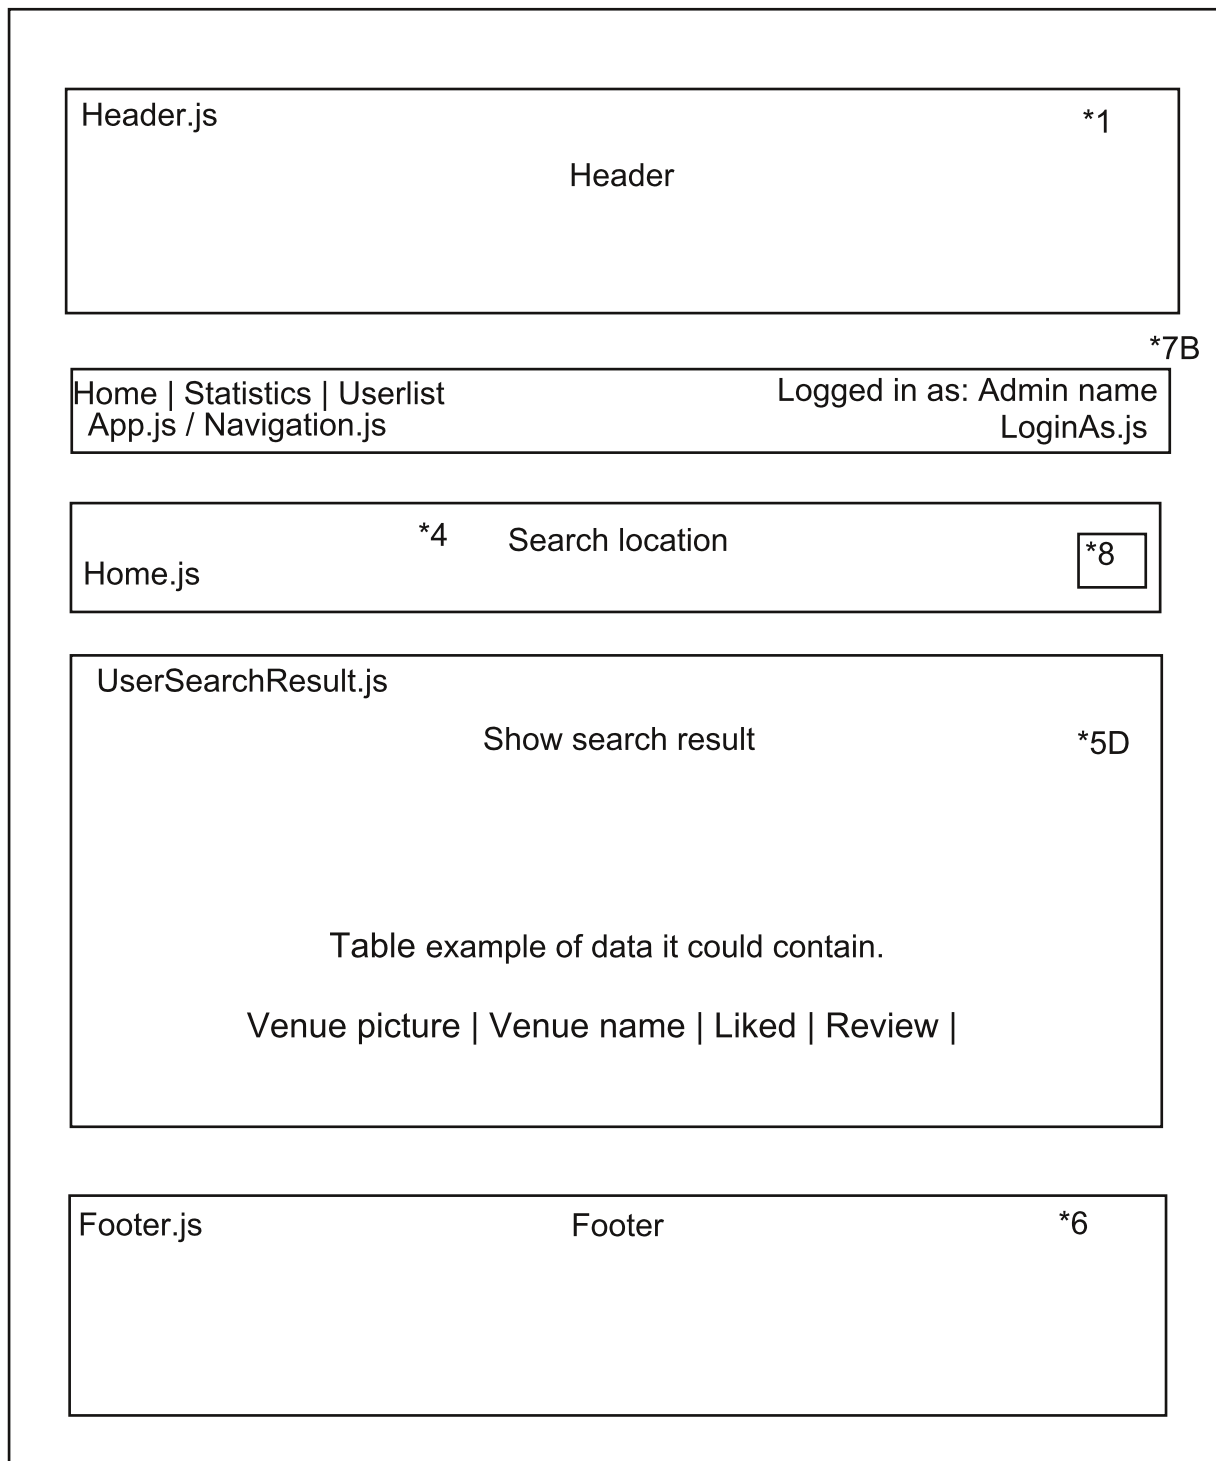 Header.js *1
Header
*7B
Home | Statistics | Userlist Logged in as: Admin name
App.js / Navigation.js LoginAs.js
*4 Search location *8
Home.js
UserSearchResult.js
Show search result *5D
Table example of data it could contain.
Venue picture | Venue name | Liked | Review |
Footer.js Footer *6